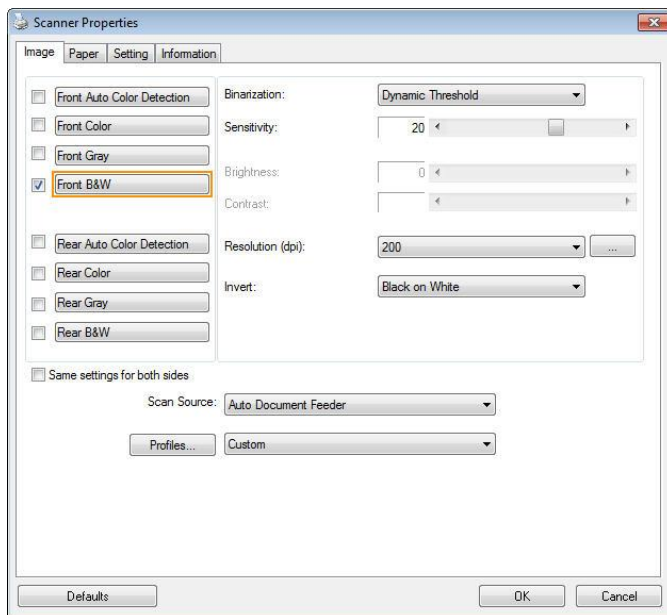 Scanner Properties
Image Paper Setting Information
Front Auto Color Detection
Front Color
Front Gray
Front B&W
Rear Auto Color Detection
Rear Color
Rear Gray
Rear B&W
Binarization: Dynamic Threshold
Sensitivity: 20
Brightness: 0
Contrast:
Resolution (dpi): 200 ...
Invert: Black on White
Same settings for both sides
Scan Source: Auto Document Feeder
Profiles... Custom
Defaults OK Cancel